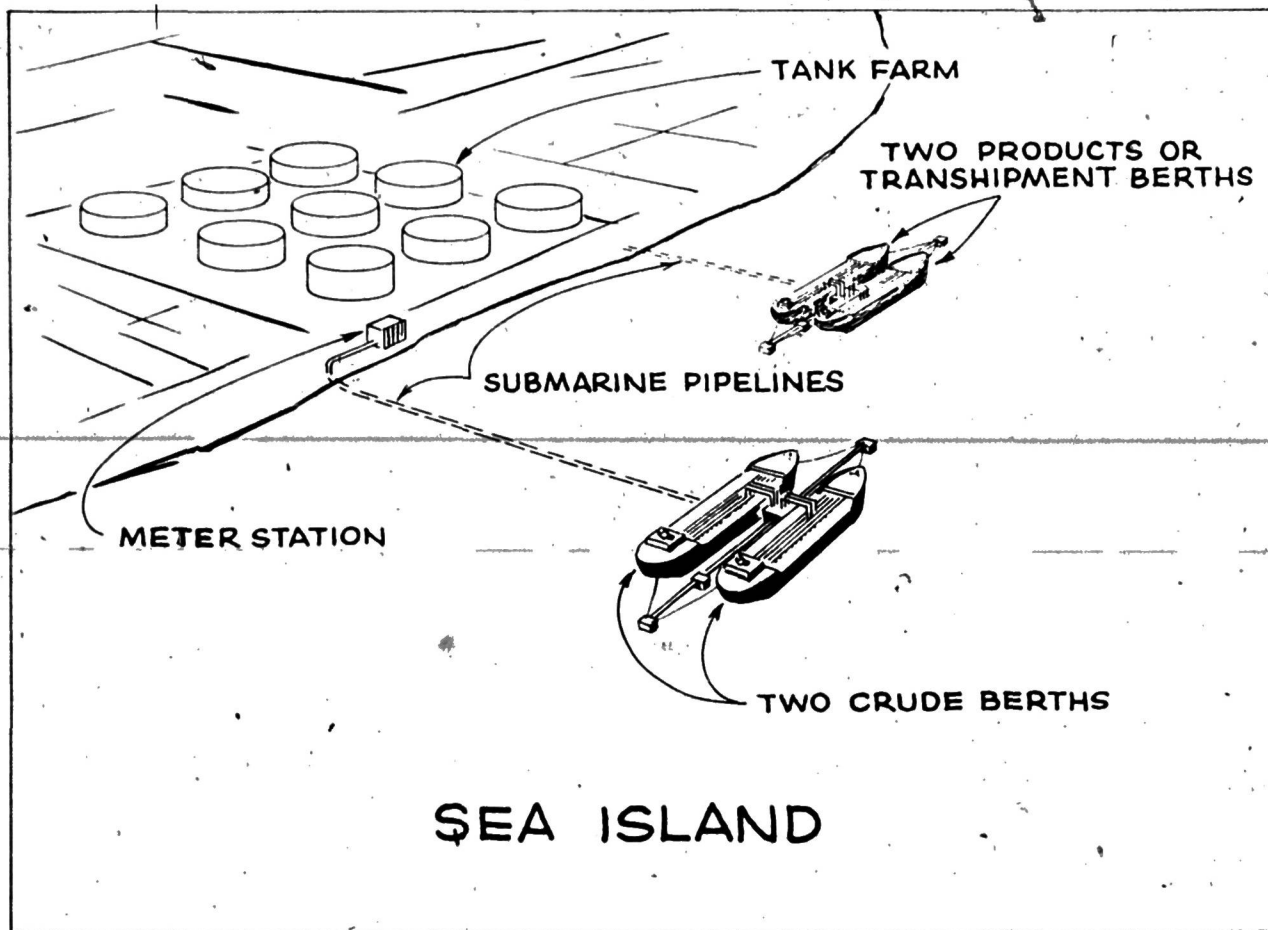 TANK FARM
TWO PRODUCTS OR
TRANSHIPMENT BERTHS
SUBMARINE PIPELINES
METER STATION
TWO CRUDE BERTHS
SEA ISLAND